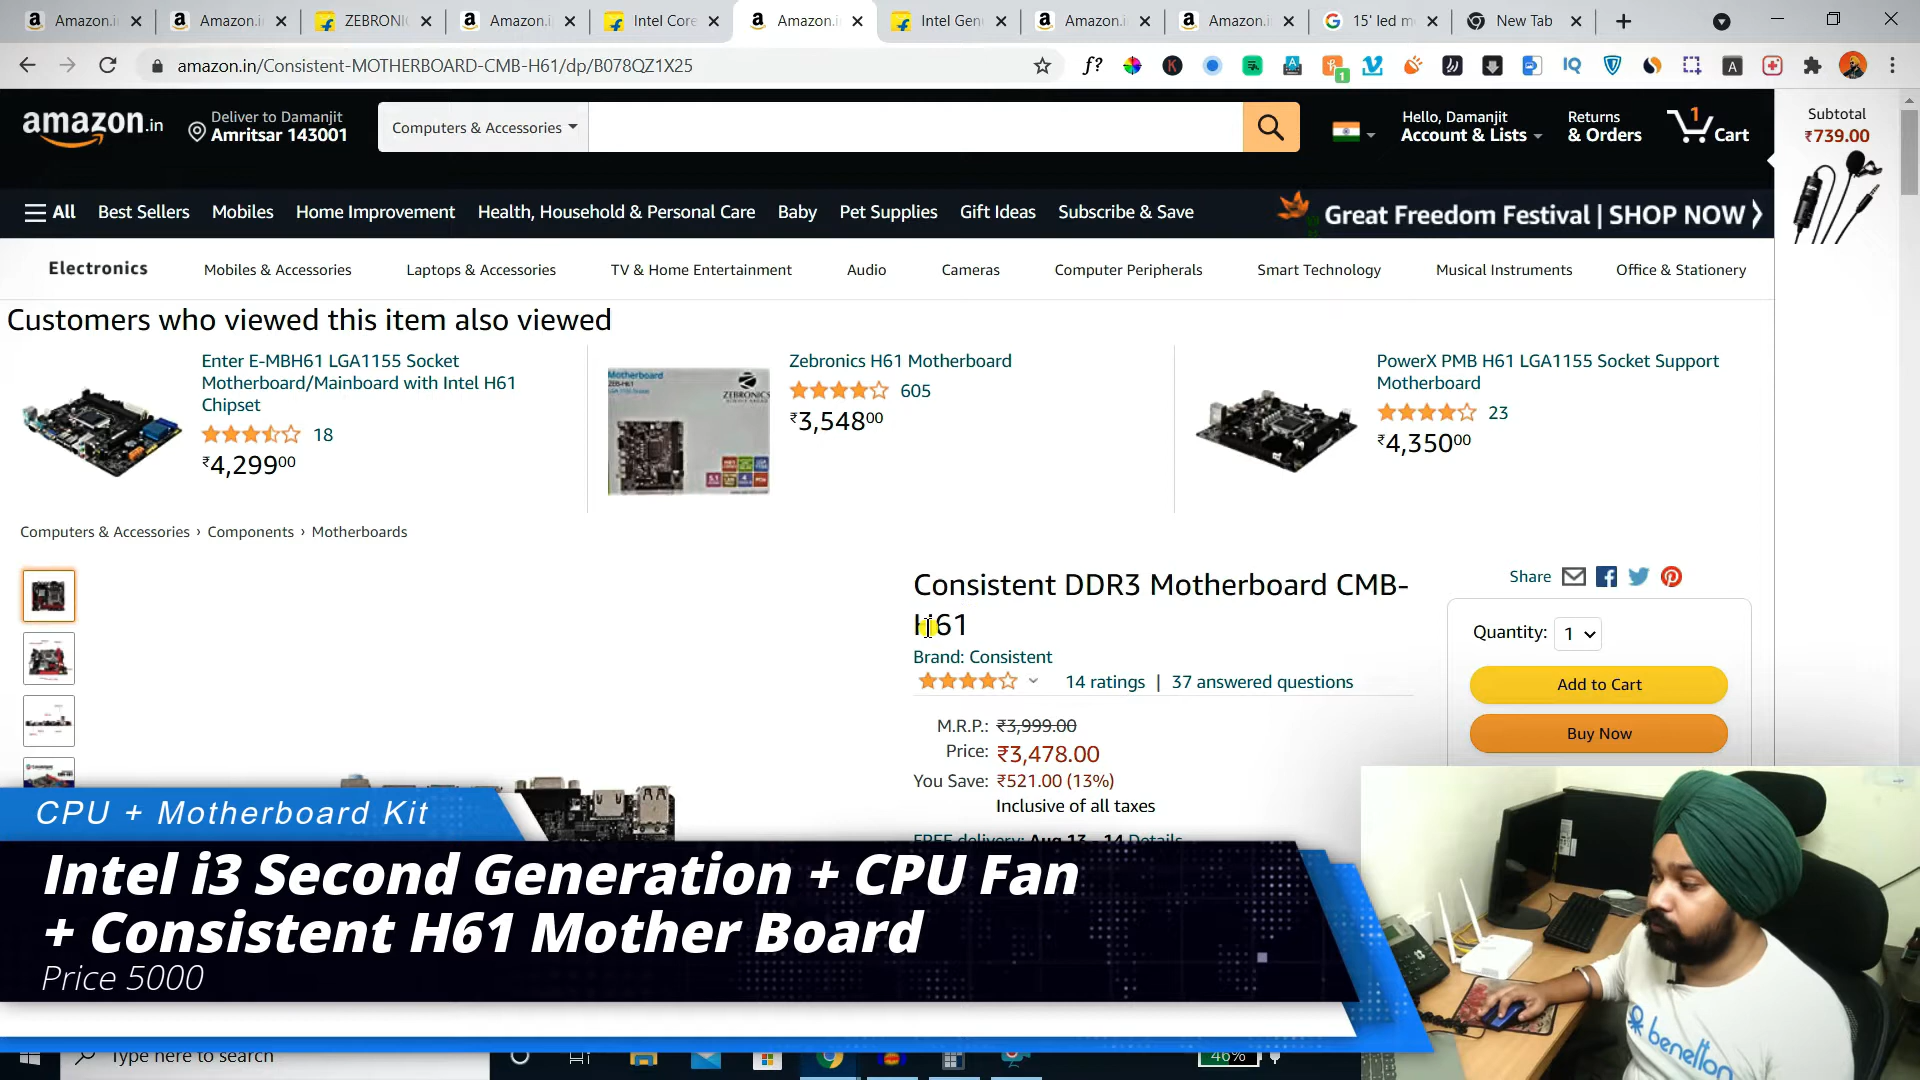 Amazon.i
Amazon.i
ZEBRONI
Amazon.i
Intel Core
Amazon.i
Intel Gen
Amazon.i
Amazon.i
15' led m
New Tab
amazon.in/Consistent-MOTHERBOARD-CMB-H61/dp/B078QZ1X25
amazon.in
Deliver to Damanjit
Amritsar 143001
Computers & Accessories
Hello, Damanjit
Account & Lists
Returns
& Orders
1
Cart
Subtotal
₹739.00
All
Best Sellers
Mobiles
Home Improvement
Health, Household & Personal Care
Baby
Pet Supplies
Gift Ideas
Subscribe & Save
Great Freedom Festival | SHOP NOW
Electronics
Mobiles & Accessories
Laptops & Accessories
TV & Home Entertainment
Audio
Cameras
Computer Peripherals
Smart Technology
Musical Instruments
Office & Stationery
Customers who viewed this item also viewed
Enter E-MBH61 LGA1155 Socket
Motherboard/Mainboard with Intel H61
Chipset
18
₹4,299⁰⁰
Motherboard
ZEBRONICS
Zebronics H61 Motherboard
605
₹3,548⁰⁰
PowerX PMB H61 LGA1155 Socket Support
Motherboard
23
₹4,350⁰⁰
Computers & Accessories › Components › Motherboards
Consistent DDR3 Motherboard CMB-
H61
Brand: Consistent
14 ratings | 37 answered questions
M.R.P.: ₹3,999.00
Price: ₹3,478.00
You Save: ₹521.00 (13%)
Inclusive of all taxes
FREE delivery: Aug 13 - 14 Details
Share
Quantity: 1
Add to Cart
Buy Now
CPU + Motherboard Kit
Intel i3 Second Generation + CPU Fan
+ Consistent H61 Mother Board
Price 5000
Type here to search
46%
benetton